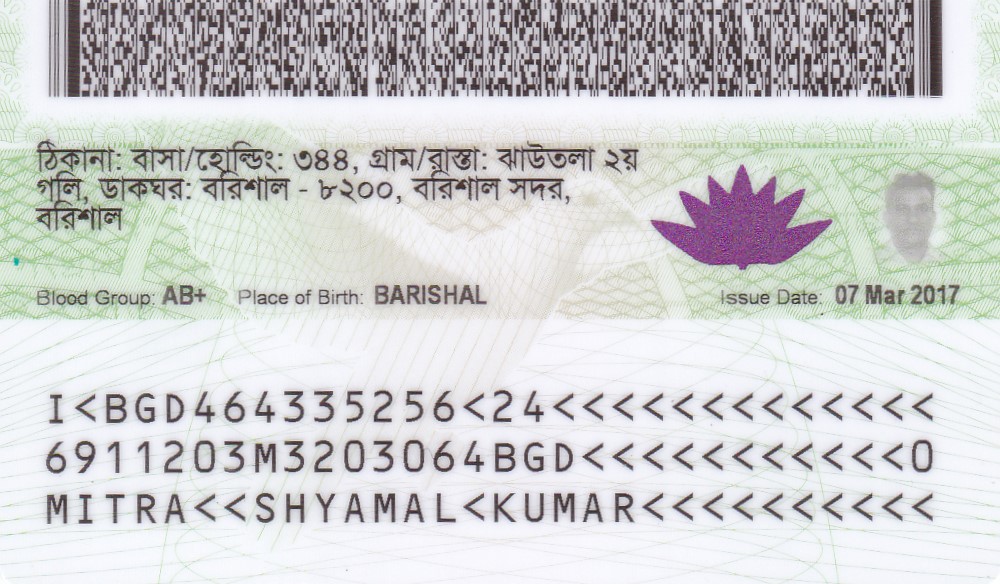 ঠিকানা: বাসা/হোল্ডিং: ৩৪৪, গ্রাম/রাস্তা: ঝাউতলা ২য়
গলি, ডাকঘর: বরিশাল - ৮২০০, বরিশাল সদর,
বরিশাল
Blood Group: AB+ Place of Birth: BARISHAL Issue Date: 07 Mar 2017
I<BGD464335256<24<<<<<<<<<<<<<
6911203M3203064BGD<<<<<<<<<<<0
MITRA<<SHYAMAL<KUMAR<<<<<<<<<<